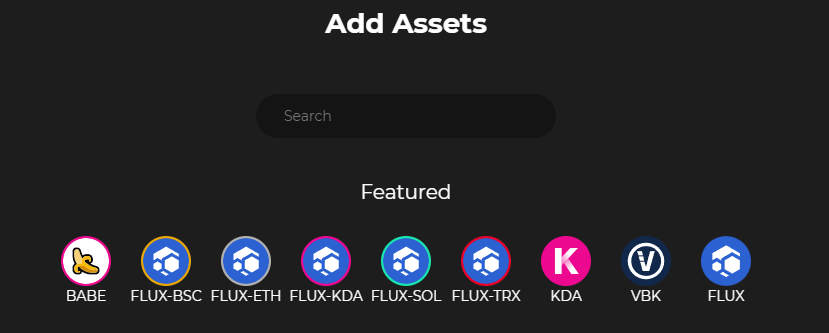 Add Assets
Search
Featured
BABE FLUX-BSC FLUX-ETH FLUX-KDA FLUX-SOL FLUX-TRX KDA VBK FLUX